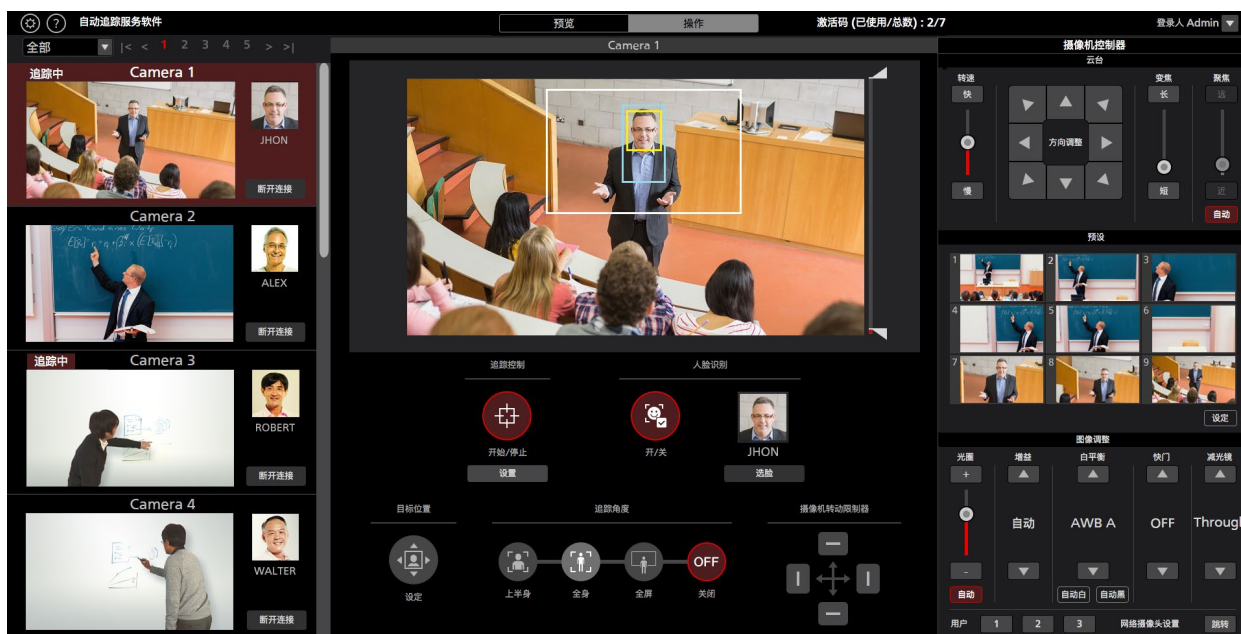 ? 自动追踪服务软件 预览 操作 激活码 (已使用/总数) : 2/7 登录人 Admin
全部 |< < 1 2 3 4 5 > >|
追踪中 Camera 1
JHON
断开连接
Camera 2
ALEX
断开连接
追踪中 Camera 3
ROBERT
断开连接
Camera 4
WALTER
断开连接
Camera 1
追踪控制 人脸识别
开始/停止 开/关 JHON
设置 选脸
目标位置 追踪角度 摄像机转动限制器
OFF
设定 上半身 全身 全屏 关闭
摄像机控制器
云台
转速 变焦 聚焦
快 长 远
方向调整
慢 短 近
自动
预设
1 2 3
4 5 6
7 8 9
设定
图像调整
光圈 增益 白平衡 快门 减光镜
+
自动 AWB A OFF Throug
-
自动 自动白 自动黑
用户 1 2 3 网络摄像头设置 跳转